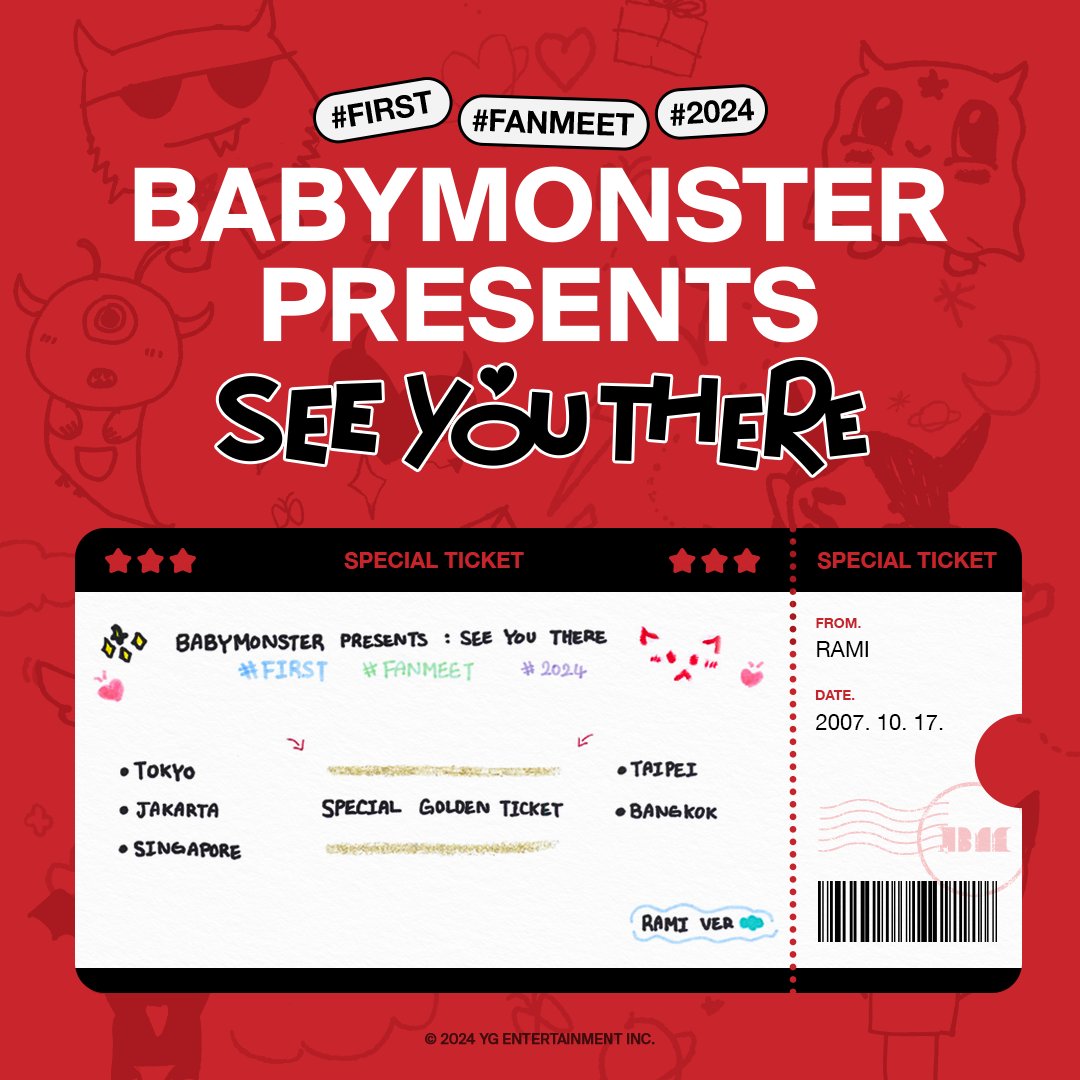 #FIRST #FANMEET #2024
BABYMONSTER
PRESENTS
SEE YOU THERE
SPECIAL TICKET
BABYMONSTER PRESENTS : SEE YOU THERE
#FIRST #FANMEET #2024
• TOKYO
• JAKARTA
• SINGAPORE
SPECIAL GOLDEN TICKET
• TAIPEI
• BANGKOK
RAMI VER
SPECIAL TICKET
FROM.
RAMI
DATE.
2007. 10. 17.
© 2024 YG ENTERTAINMENT INC.